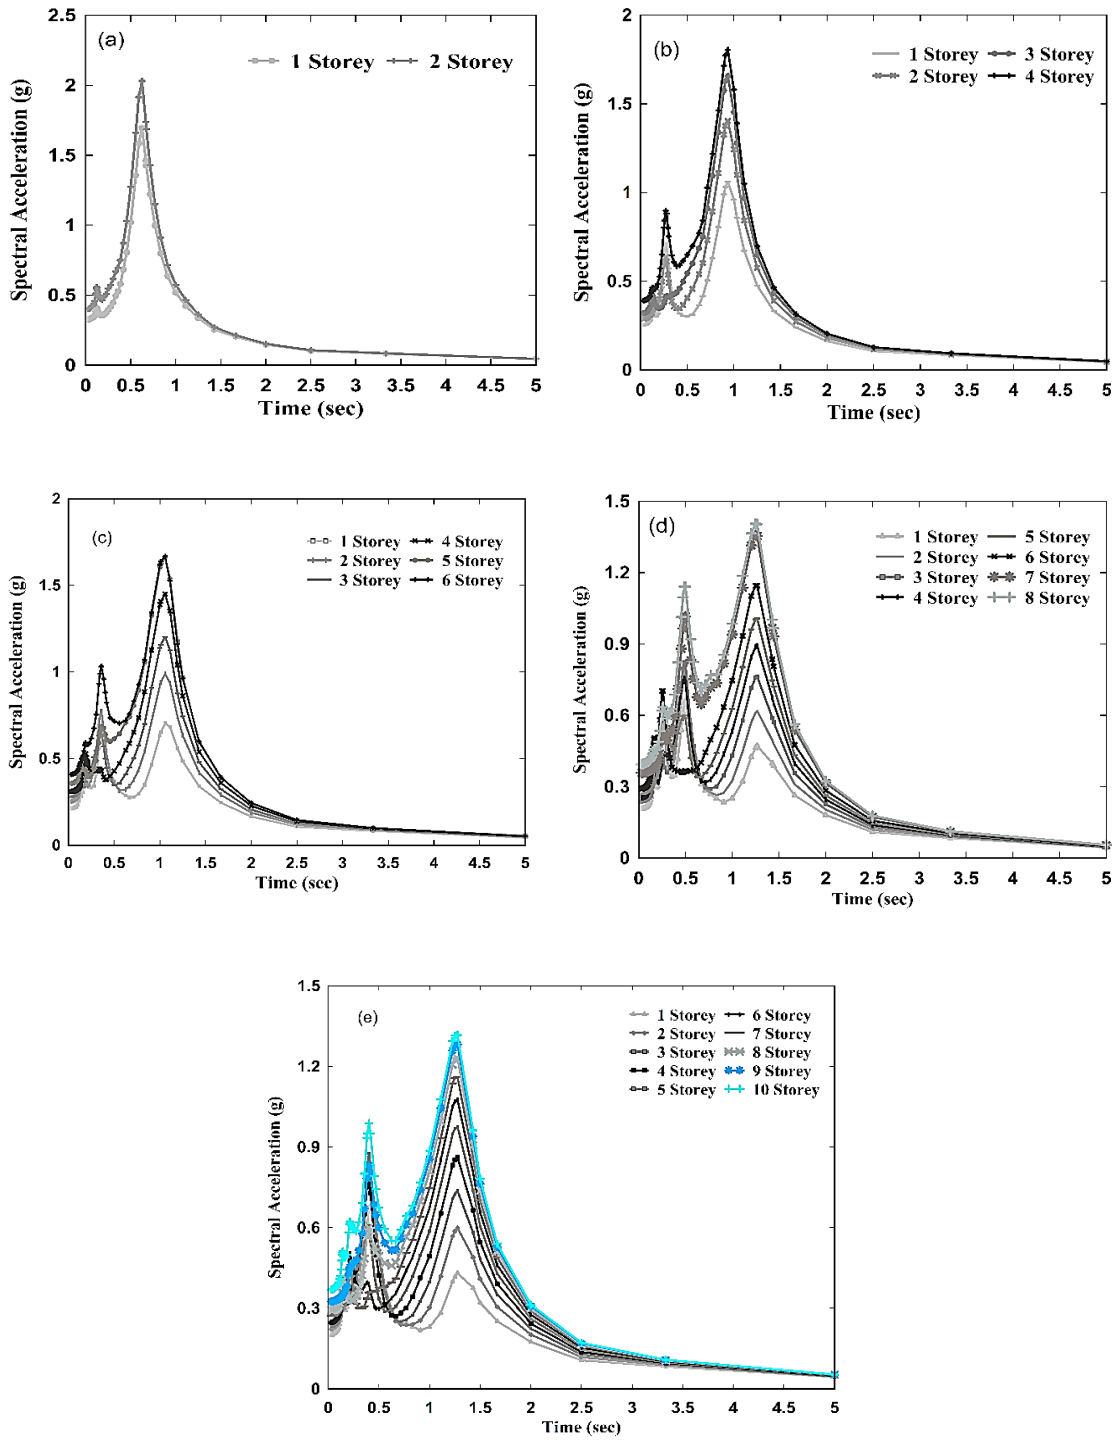 (a)
1 Storey 2 Storey
Spectral Acceleration (g)
2.5
2
1.5
1
0.5
0
0 0.5 1 1.5 2 2.5 3 3.5 4 4.5 5
Time (sec)
(b)
1 Storey 3 Storey
2 Storey 4 Storey
Spectral Acceleration (g)
2
1.5
1
0.5
0
0 0.5 1 1.5 2 2.5 3 3.5 4 4.5 5
Time (sec)
(c)
1 Storey 4 Storey
2 Storey 5 Storey
3 Storey 6 Storey
Spectral Acceleration (g)
2
1.5
1
0.5
0
0 0.5 1 1.5 2 2.5 3 3.5 4 4.5 5
Time (sec)
(d)
1 Storey 5 Storey
2 Storey 6 Storey
3 Storey 7 Storey
4 Storey 8 Storey
Spectral Acceleration (g)
1.5
1.2
0.9
0.6
0.3
0
0 0.5 1 1.5 2 2.5 3 3.5 4 4.5 5
Time (sec)
(e)
1 Storey 6 Storey
2 Storey 7 Storey
3 Storey 8 Storey
4 Storey 9 Storey
5 Storey 10 Storey
Spectral Acceleration (g)
1.5
1.2
0.9
0.6
0.3
0
0 0.5 1 1.5 2 2.5 3 3.5 4 4.5 5
Time (sec)